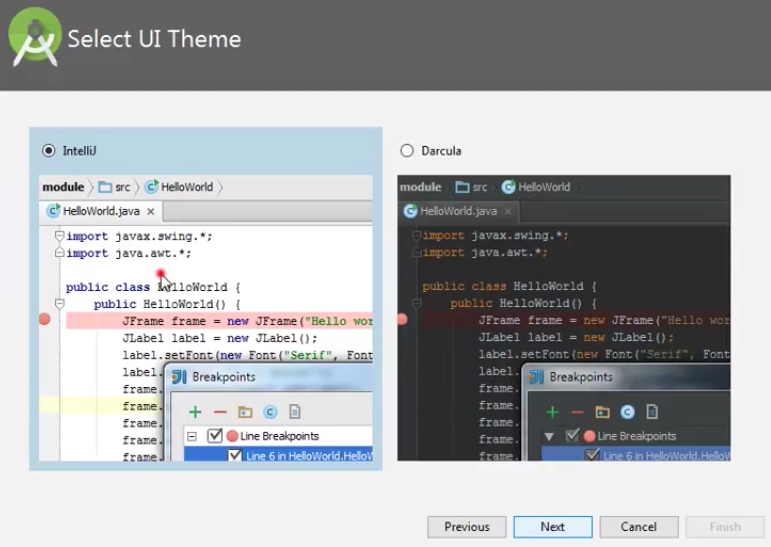 Select UI Theme
IntelliJ
module src HelloWorld
HelloWorld.java ×
import javax.swing.*;
import java.awt.*;
public class HelloWorld {
public HelloWorld() {
JFrame frame = new JFrame("Hello wor
JLabel label = new JLabel();
label.setFont(new Font("Serif", Font
label.
frame.
frame.
frame.
frame.
frame.
Breakpoints
Line Breakpoints
Line 6 in HelloWorld.HelloW
Darcula
module src HelloWorld
HelloWorld.java ×
import javax.swing.*;
import java.awt.*;
public class HelloWorld {
public HelloWorld() {
JFrame frame = new JFrame("Hello wor
JLabel label = new JLabel();
label.setFont(new Font("Serif", Font
label.
frame.
frame.
frame.
frame.
frame.
Breakpoints
Line Breakpoints
Line 6 in HelloWorld.HelloW
Previous Next Cancel Finish